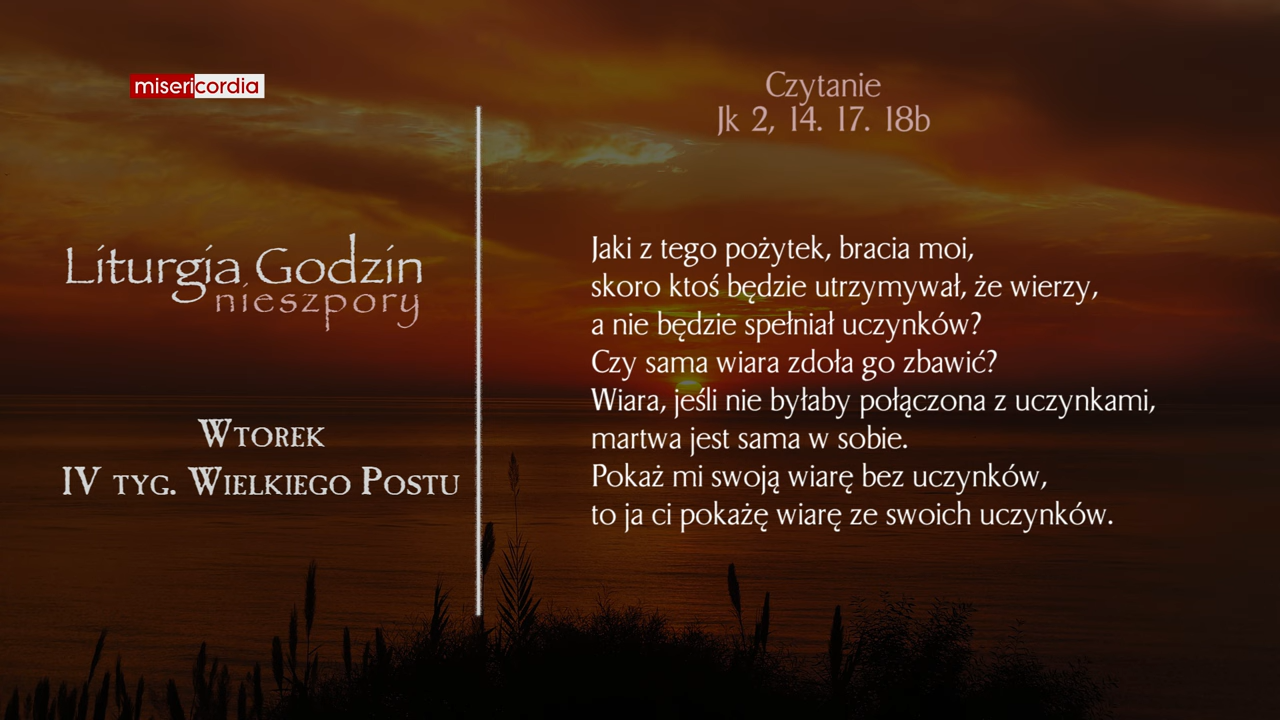 misericordia
Liturgia Godzin
nieszpory
Wtorek
IV tyg. Wielkiego Postu
Czytanie
Jk 2, 14. 17. 18b
Jaki z tego pożytek, bracia moi,
skoro ktoś będzie utrzymywał, że wierzy,
a nie będzie spełniał uczynków?
Czy sama wiara zdoła go zbawić?
Wiara, jeśli nie byłaby połączona z uczynkami,
martwa jest sama w sobie.
Pokaż mi swoją wiarę bez uczynków,
to ja ci pokażę wiarę ze swoich uczynków.